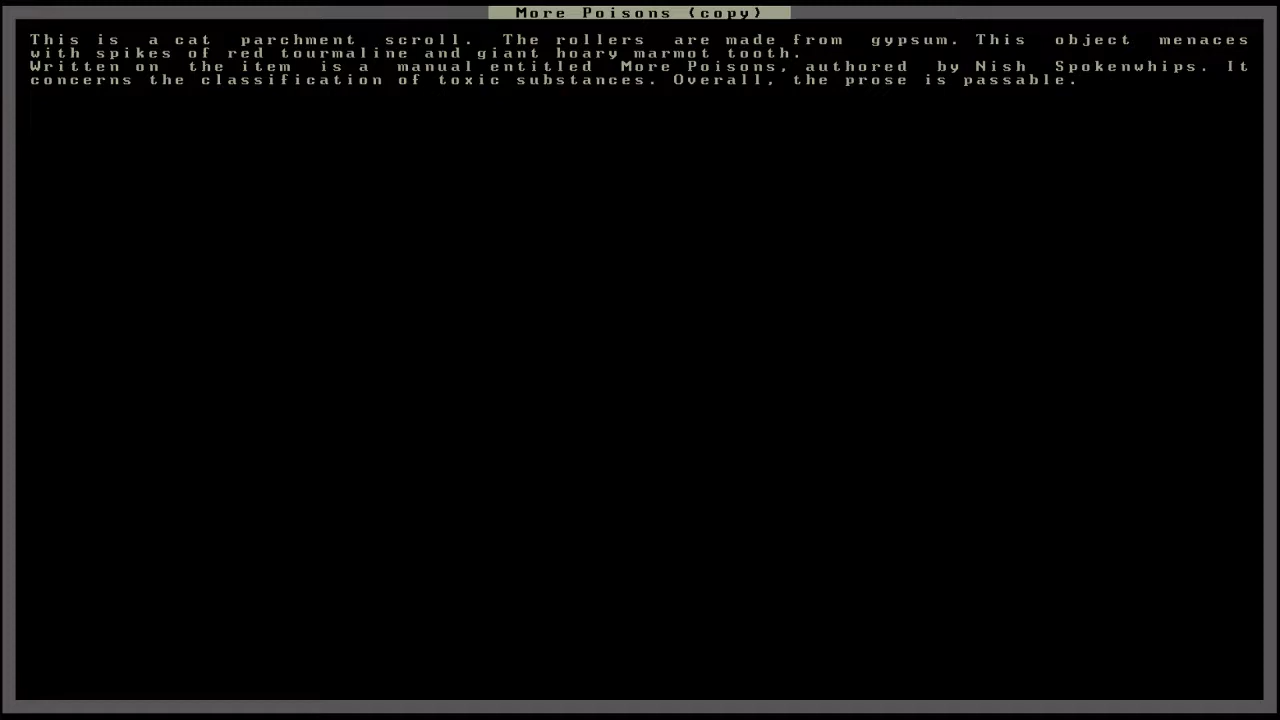 More Poisons (copy)
This is a cat parchment scroll. The rollers are made from gypsum. This object menaces
with spikes of red tourmaline and giant hoary marmot tooth.
Written on the item is a manual entitled More Poisons, authored by Nish Spokenwhips. It
concerns the classification of toxic substances. Overall, the prose is passable.